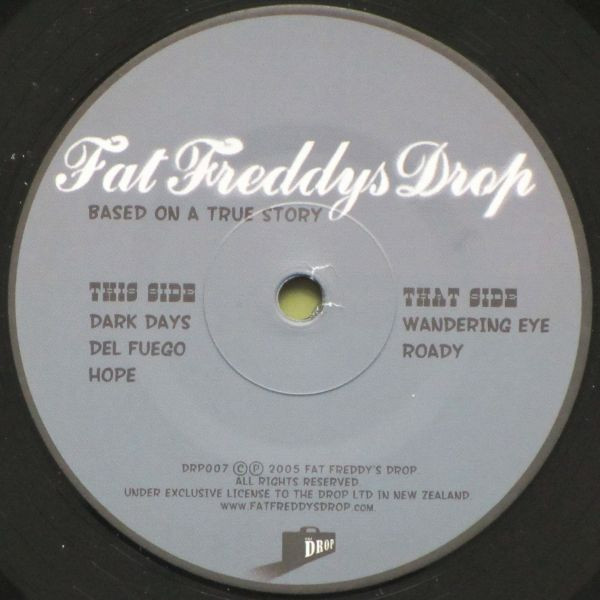 Fat Freddys Drop
BASED ON A TRUE STORY
THIS SIDE
DARK DAYS
DEL FUEGO
HOPE
THAT SIDE
WANDERING EYE
ROADY
DRP007 © ℗ 2005 FAT FREDDY'S DROP.
ALL RIGHTS RESERVED.
UNDER EXCLUSIVE LICENSE TO THE DROP LTD IN NEW ZEALAND.
WWW.FATFREDDYSDROP.COM
THE
DROP